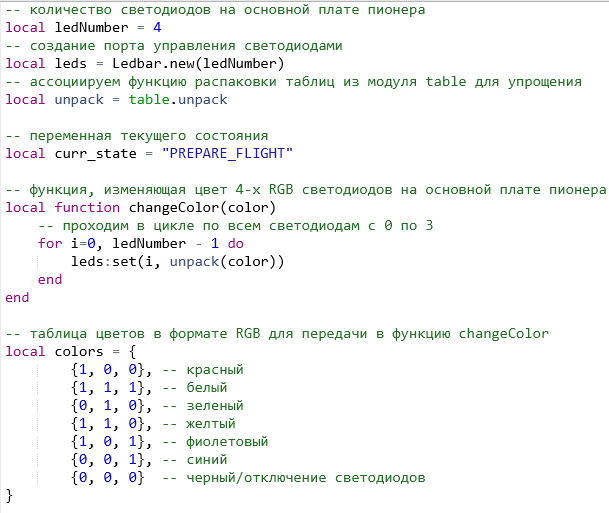 -- количество светодиодов на основной плате пионера
local ledNumber = 4
-- создание порта управления светодиодами
local leds = Ledbar.new(ledNumber)
-- ассоциируем функцию распаковки таблиц из модуля table для упрощения
local unpack = table.unpack
-- переменная текущего состояния
local curr_state = "PREPARE_FLIGHT"
-- функция, изменяющая цвет 4-х RGB светодиодов на основной плате пионера
local function changeColor(color)
    -- проходим в цикле по всем светодиодам с 0 по 3
    for i=0, ledNumber - 1 do
        leds:set(i, unpack(color))
    end
end
-- таблица цветов в формате RGB для передачи в функцию changeColor
local colors = {
        {1, 0, 0}, -- красный
        {1, 1, 1}, -- белый
        {0, 1, 0}, -- зеленый
        {1, 1, 0}, -- желтый
        {1, 0, 1}, -- фиолетовый
        {0, 0, 1}, -- синий
        {0, 0, 0}  -- черный/отключение светодиодов
}